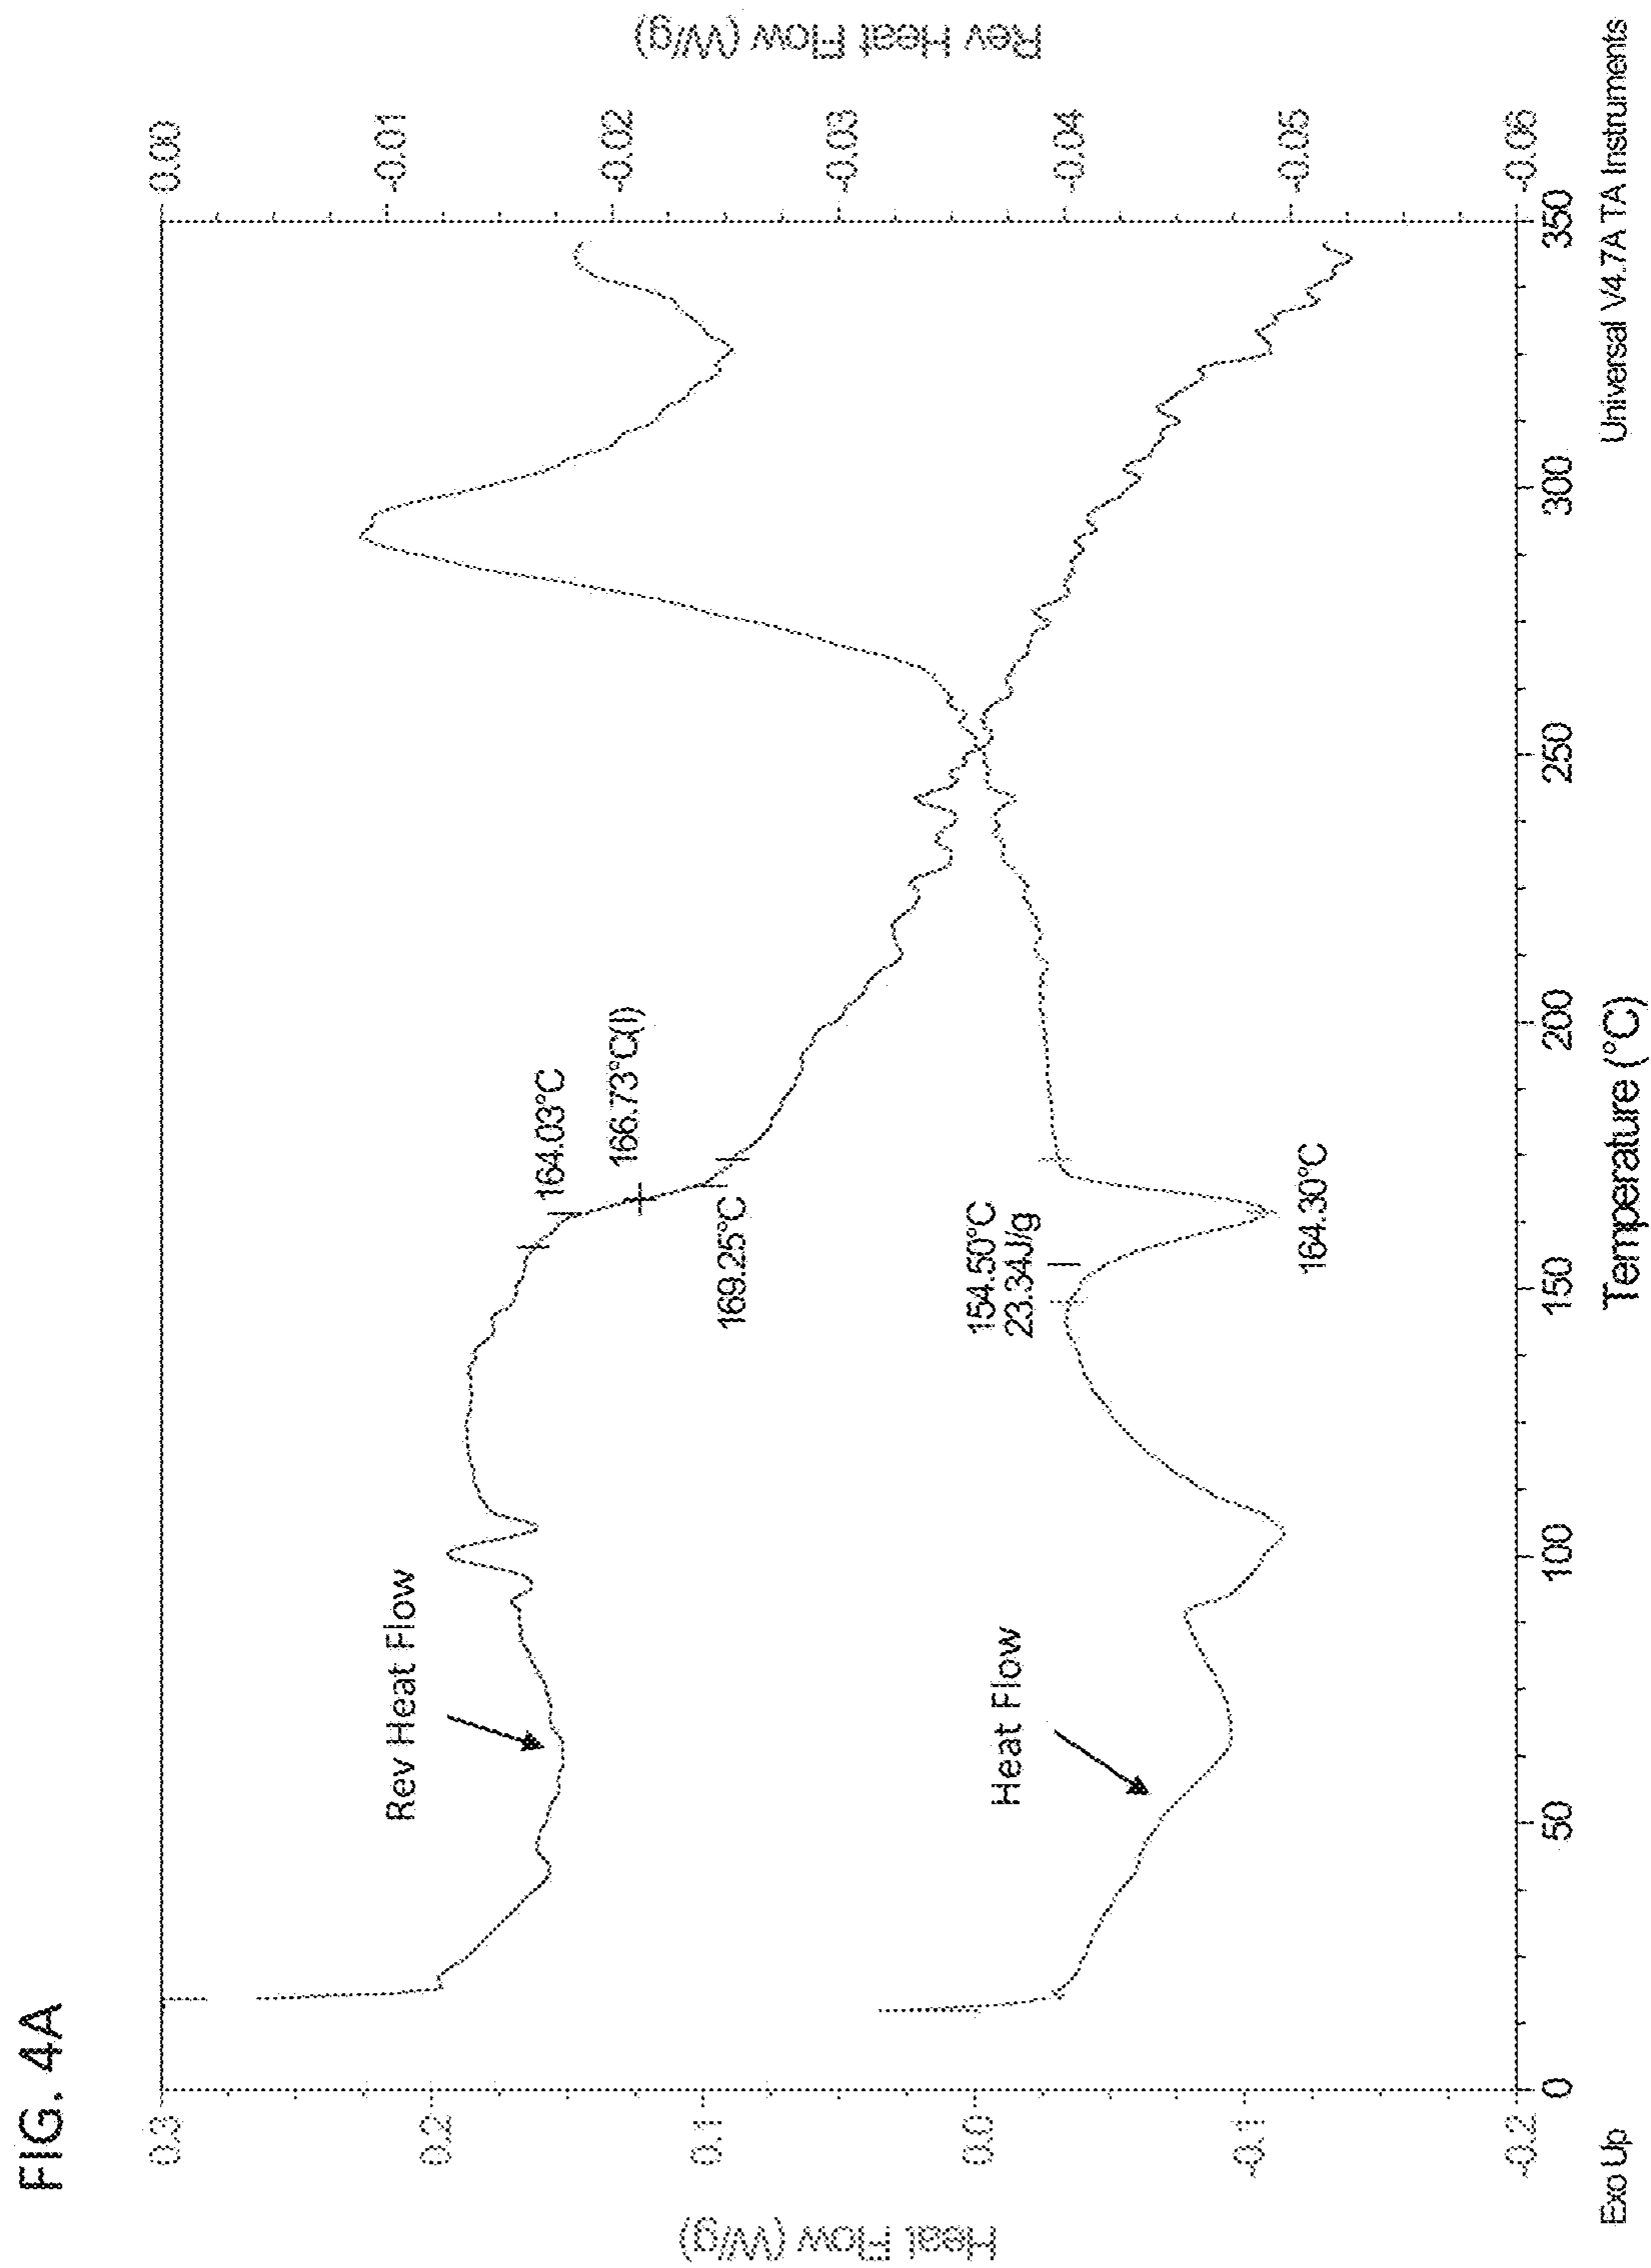 FIG. 4A
Heat Flow (W/g)
0.3
0.2
0.1
0.0
-0.1
-0.2
Rev Heat Flow
164.03°C
166.73°C(I)
169.25°C
Heat Flow
154.50°C
23.34J/g
164.30°C
0.00
-0.01
-0.02
-0.03
-0.04
-0.05
-0.06
Rev Heat Flow (W/g)
0
50
100
150
200
250
300
350
Exo Up
Temperature (°C)
Universal V4.7A TA Instruments